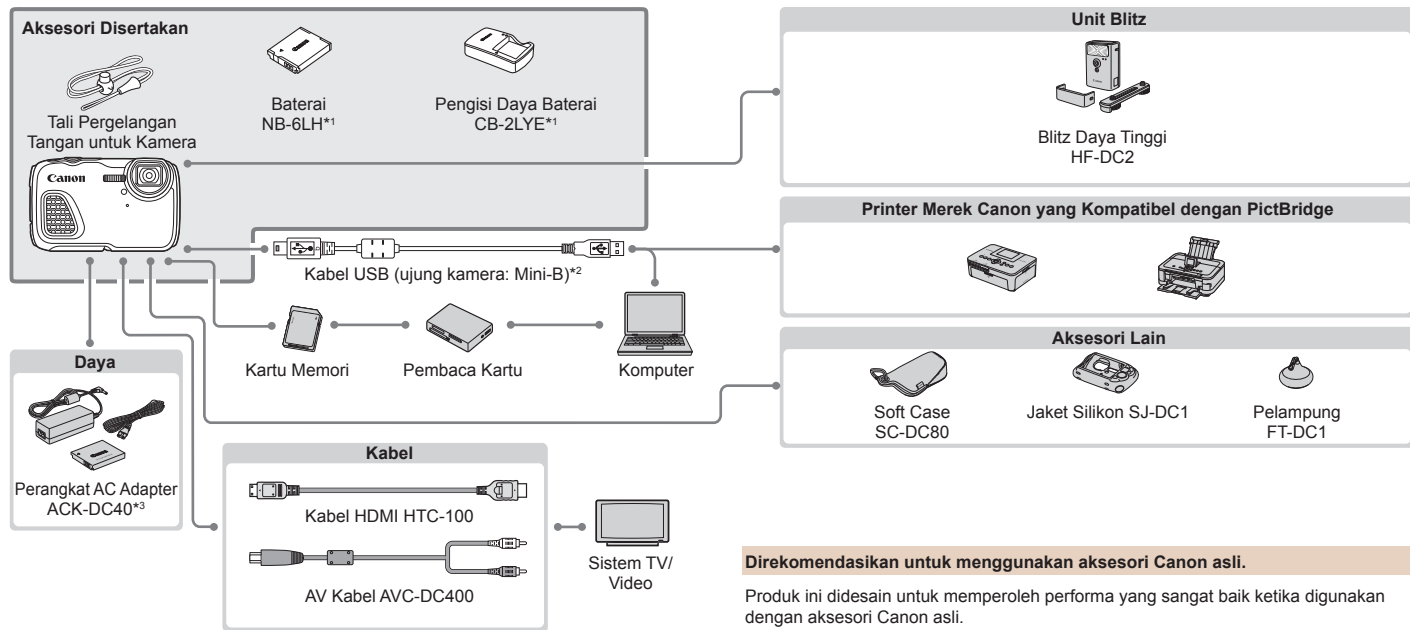 Aksesori Disertakan
Tali Pergelangan
Tangan untuk Kamera
Baterai
NB-6LH*1
Pengisi Daya Baterai
CB-2LYE*1
Canon
Kabel USB (ujung kamera: Mini-B)*2
Kartu Memori
Pembaca Kartu
Komputer
Daya
Perangkat AC Adapter
ACK-DC40*3
Kabel
Kabel HDMI HTC-100
AV Kabel AVC-DC400
Sistem TV/
Video
Unit Blitz
Blitz Daya Tinggi
HF-DC2
Printer Merek Canon yang Kompatibel dengan PictBridge
Aksesori Lain
Soft Case
SC-DC80
Jaket Silikon SJ-DC1
Pelampung
FT-DC1
Direkomendasikan untuk menggunakan aksesori Canon asli.
Produk ini didesain untuk memperoleh performa yang sangat baik ketika digunakan
dengan aksesori Canon asli.